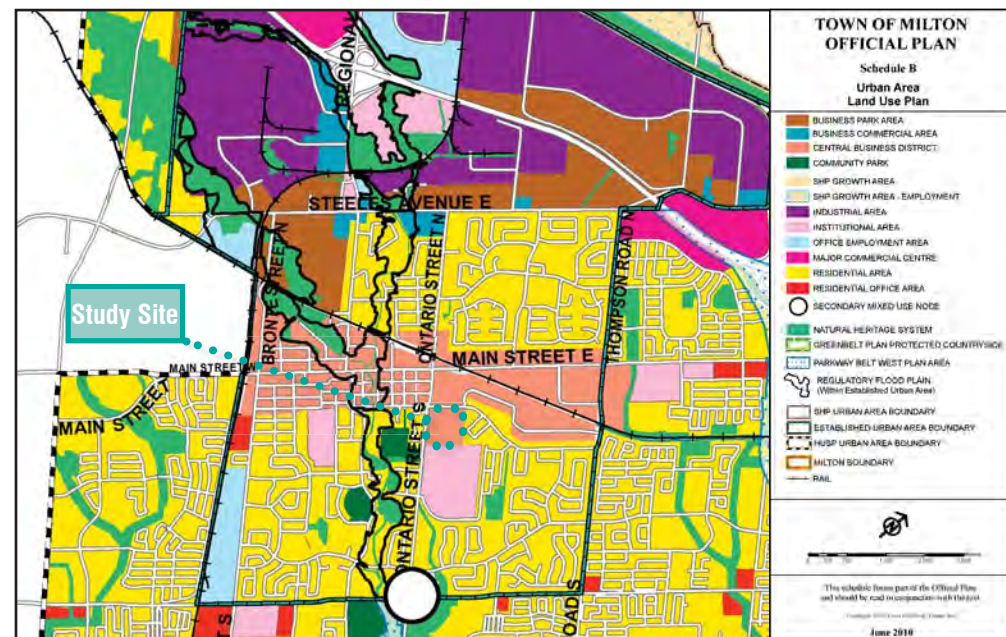 TOWN OF MILTON
OFFICIAL PLAN
Schedule B
Urban Area
Land Use Plan
BUSINESS PARK AREA
BUSINESS COMMERCIAL AREA
CENTRAL BUSINESS DISTRICT
COMMUNITY PARK
SHP GROWTH AREA
SHP GROWTH AREA - EMPLOYMENT
INDUSTRIAL AREA
INSTITUTIONAL AREA
OFFICE EMPLOYMENT AREA
MAJOR COMMERCIAL CENTRE
RESIDENTIAL AREA
RESIDENTIAL OFFICE AREA
SECONDARY MIXED USE NODE
NATURAL HERITAGE SYSTEM
GREENBELT PLAN PROTECTED COUNTRYSIDE
PARKWAY BELT WEST PLAN AREA
REGULATORY FLOOD PLAIN
(Within Established Urban Area)
SHP URBAN AREA BOUNDARY
ESTABLISHED URBAN AREA BOUNDARY
HUSP URBAN AREA BOUNDARY
MILTON BOUNDARY
RAIL
This schedule forms part of the Official Plan
and should be read in conjunction with the text
June 2010
REGIONAL
STEELES AVENUE E
BRONTE STREET N
ONTARIO STREET N
THOMPSON ROAD N
Study Site
MAIN STREET E
MAIN STREET W
MAIN STREET
ONTARIO STREET S
NTARIO STREET S
OAD S
T S